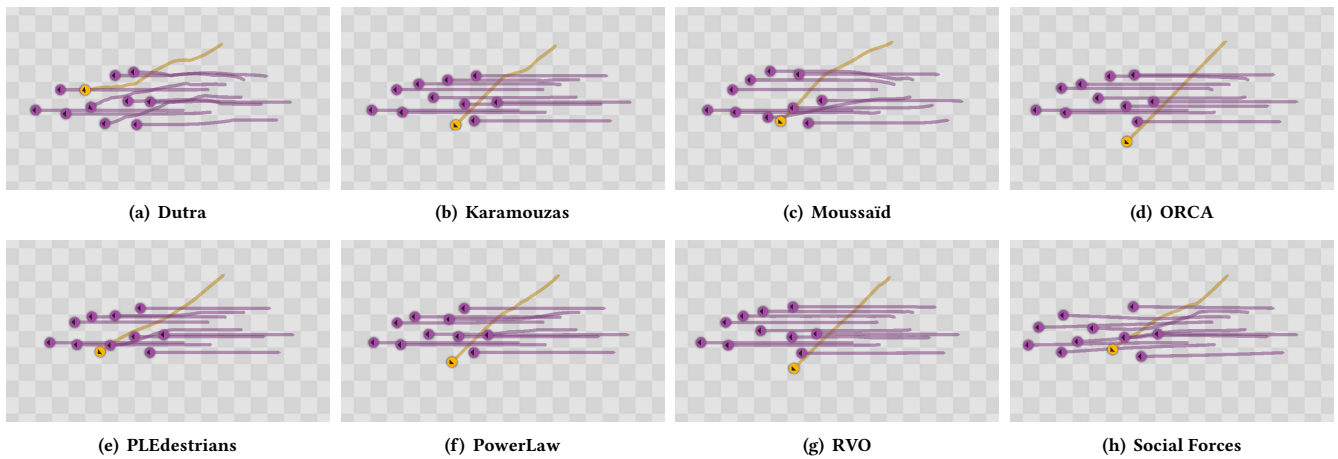 (a) Dutra
(b) Karamouzas
(c) Moussaïd
(d) ORCA
(e) PLEdestrians
(f) PowerLaw
(g) RVO
(h) Social Forces